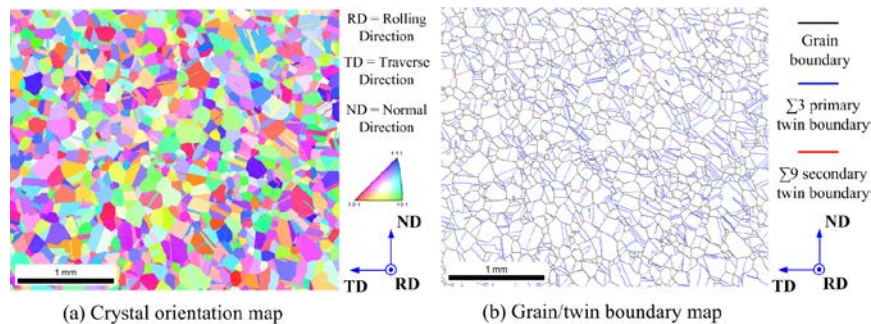 RD = Rolling
Direction
TD = Traverse
Direction
ND = Normal
Direction
111
001
101
ND
TD
RD
1 mm
(a) Crystal orientation map
Grain
boundary
∑3 primary
twin boundary
∑9 secondary
twin boundary
ND
TD
RD
1 mm
(b) Grain/twin boundary map